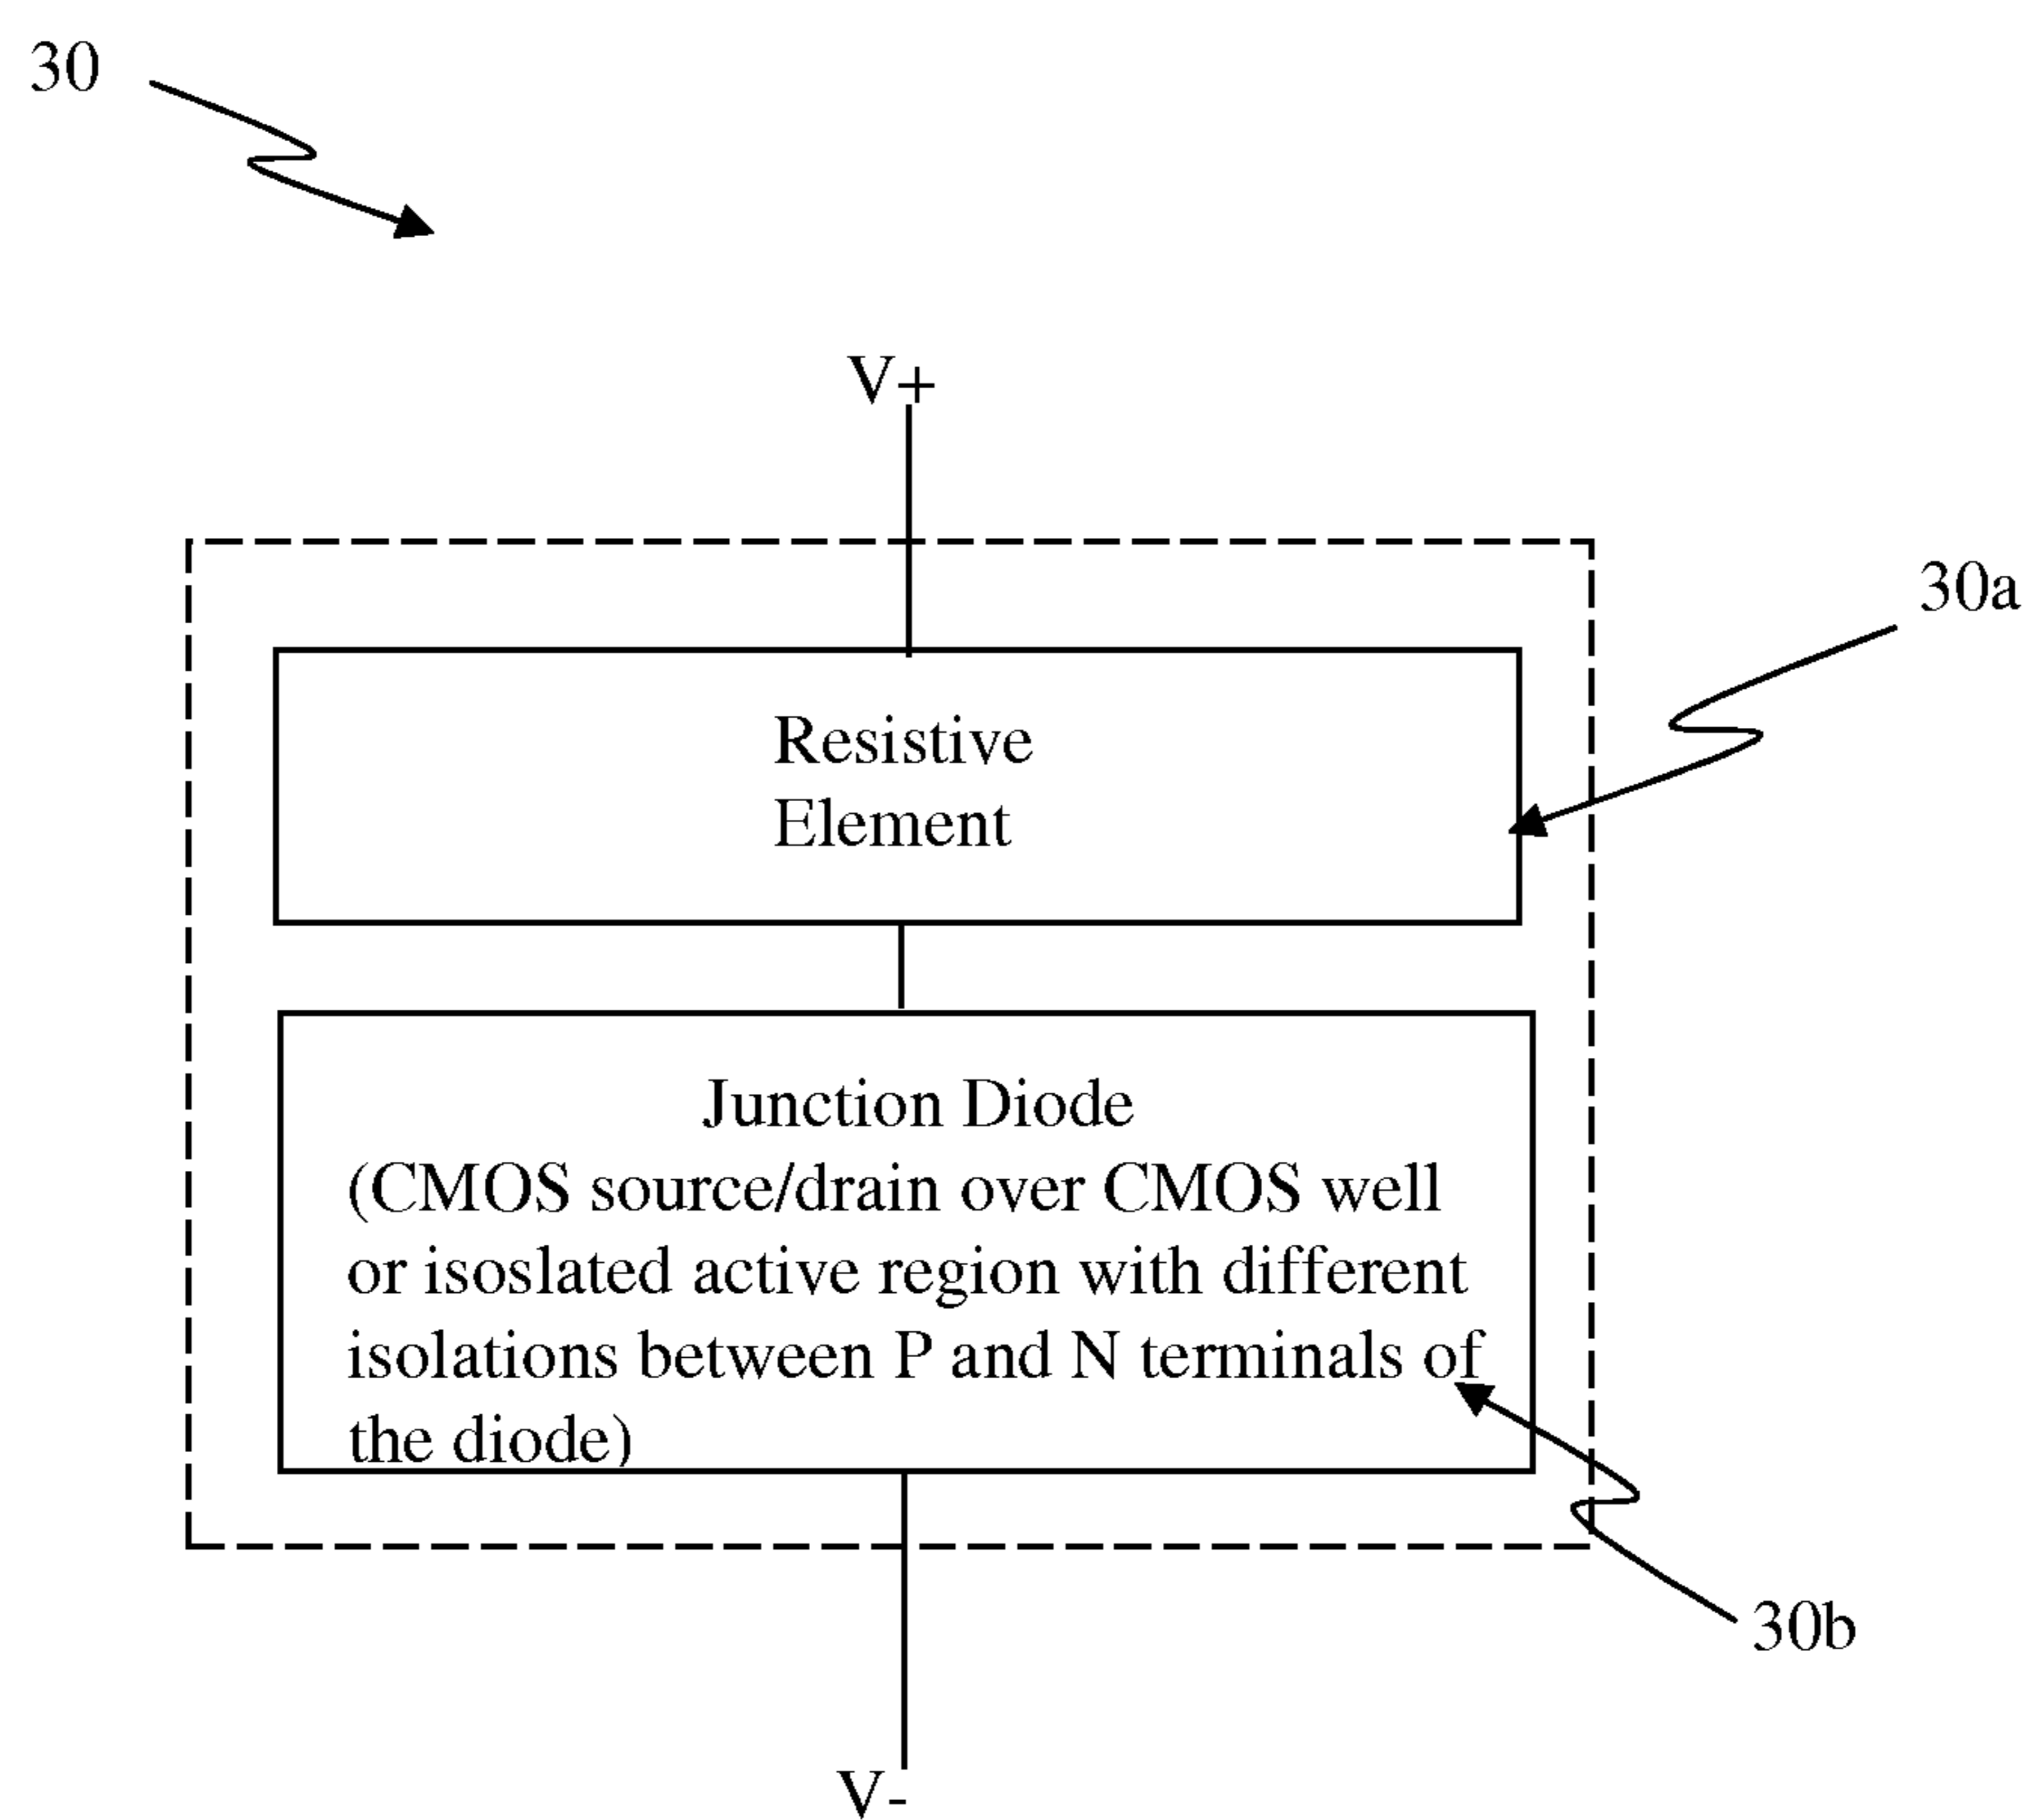 30
V+
30a
Resistive
Element
Junction Diode
(CMOS source/drain over CMOS well
or isoslated active region with different
isolations between P and N terminals of
the diode)
30b
V-